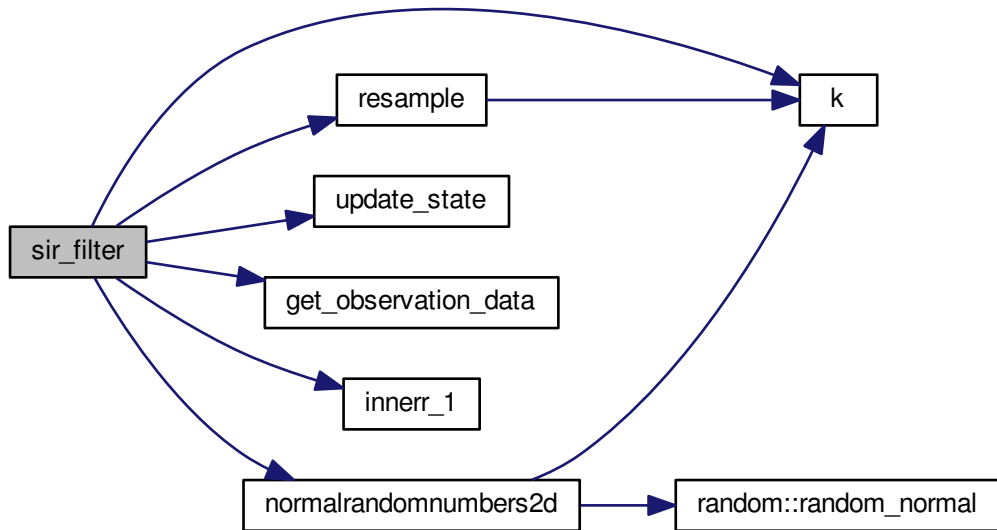 resample
k
update_state
sir_filter
get_observation_data
innerr_1
normalrandomnumbers2d
random::random_normal